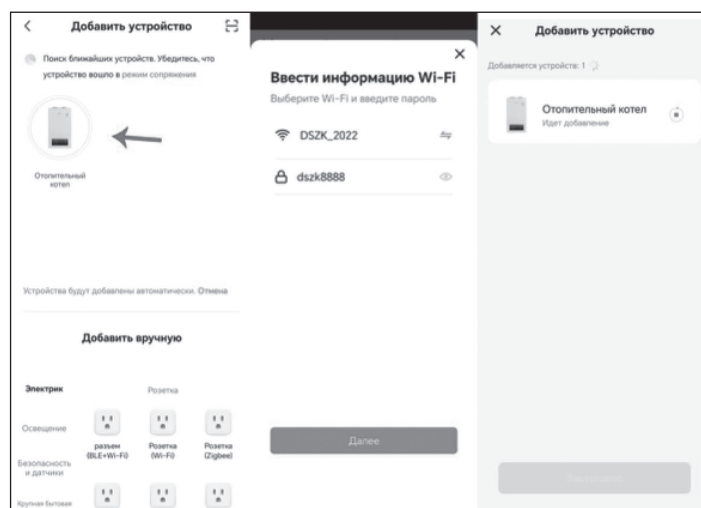 Добавить устройство
Поиск ближайших устройств. Убедитесь, что
устройство вошло в режим сопряжения
Отопительный
котел
Устройства будут добавлены автоматически. Отмена
Добавить вручную
Электрик
Розетка
Освещение
разъем
(BLE+Wi-Fi)
Розетка
(Wi-Fi)
Розетка
(Zigbee)
Безопасность
и датчики
Крупная бытовая
Ввести информацию Wi-Fi
Выберите Wi-Fi и введите пароль
DSZK_2022
dszk8888
Далее
Добавить устройство
Добавляется устройств: 1
Отопительный котел
Идет добавление